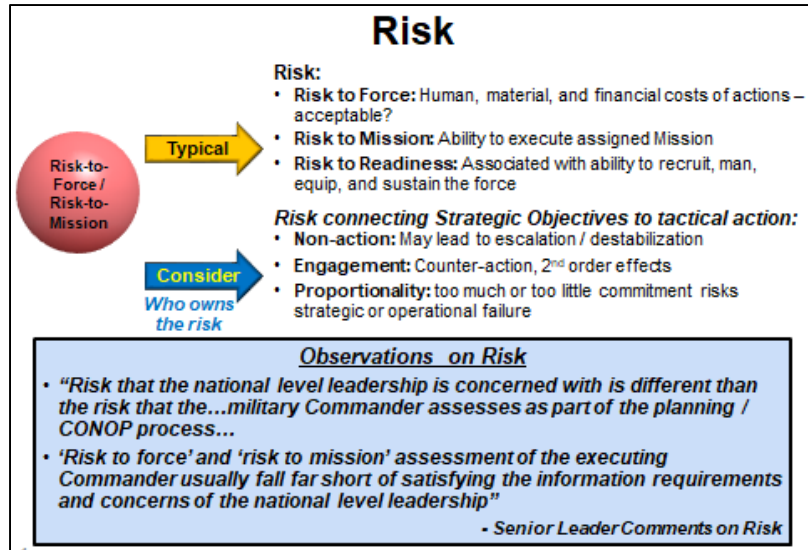 Risk
Risk:
• Risk to Force: Human, material, and financial costs of actions –
acceptable?
• Risk to Mission: Ability to execute assigned Mission
• Risk to Readiness: Associated with ability to recruit, man,
equip, and sustain the force
Typical
Risk-to-
Force /
Risk-to-
Mission
Risk connecting Strategic Objectives to tactical action:
• Non-action: May lead to escalation / destabilization
• Engagement: Counter-action, 2nd order effects
• Proportionality: too much or too little commitment risks
strategic or operational failure
Consider
Who owns
the risk
Observations on Risk
• “Risk that the national level leadership is concerned with is different than
the risk that the…military Commander assesses as part of the planning /
CONOP process…
• ‘Risk to force’ and ‘risk to mission’ assessment of the executing
Commander usually fall far short of satisfying the information requirements
and concerns of the national level leadership”
- Senior Leader Comments on Risk